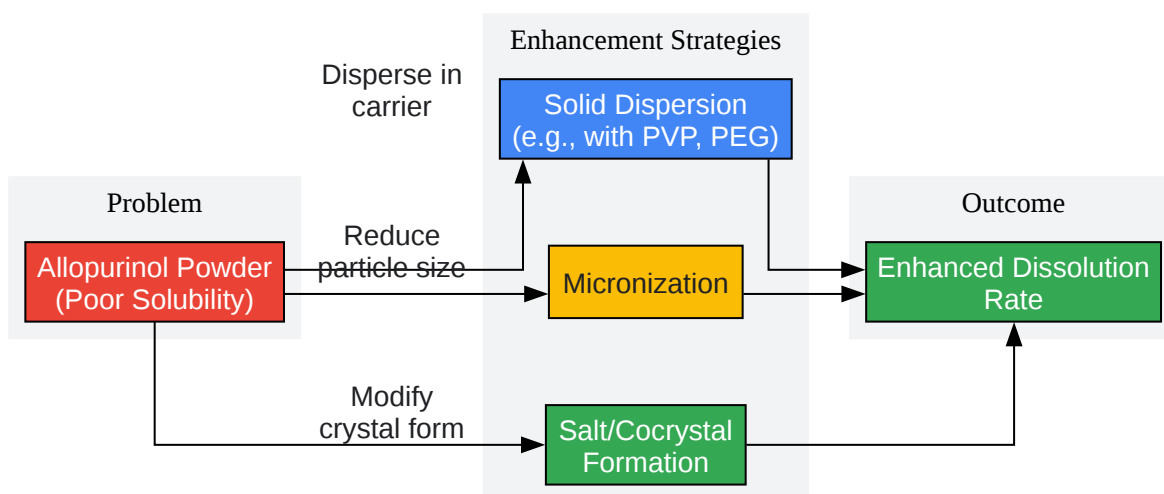 Enhancement Strategies
Disperse in
carrier
Solid Dispersion
(e.g., with PVP, PEG)
Problem
Outcome
Reduce
particle size
Allopurinol Powder
(Poor Solubility)
Micronization
Enhanced Dissolution
Rate
Modify
crystal form
Salt/Cocrystal
Formation